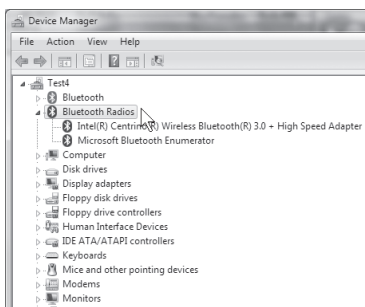 Device Manager
File Action View Help
Test4
Bluetooth
Bluetooth Radios
Intel(R) Centrino(R) Wireless Bluetooth(R) 3.0 + High Speed Adapter
Microsoft Bluetooth Enumerator
Computer
Disk drives
Display adapters
Floppy disk drives
Floppy drive controllers
Human Interface Devices
IDE ATA/ATAPI controllers
Keyboards
Mice and other pointing devices
Modems
Monitors